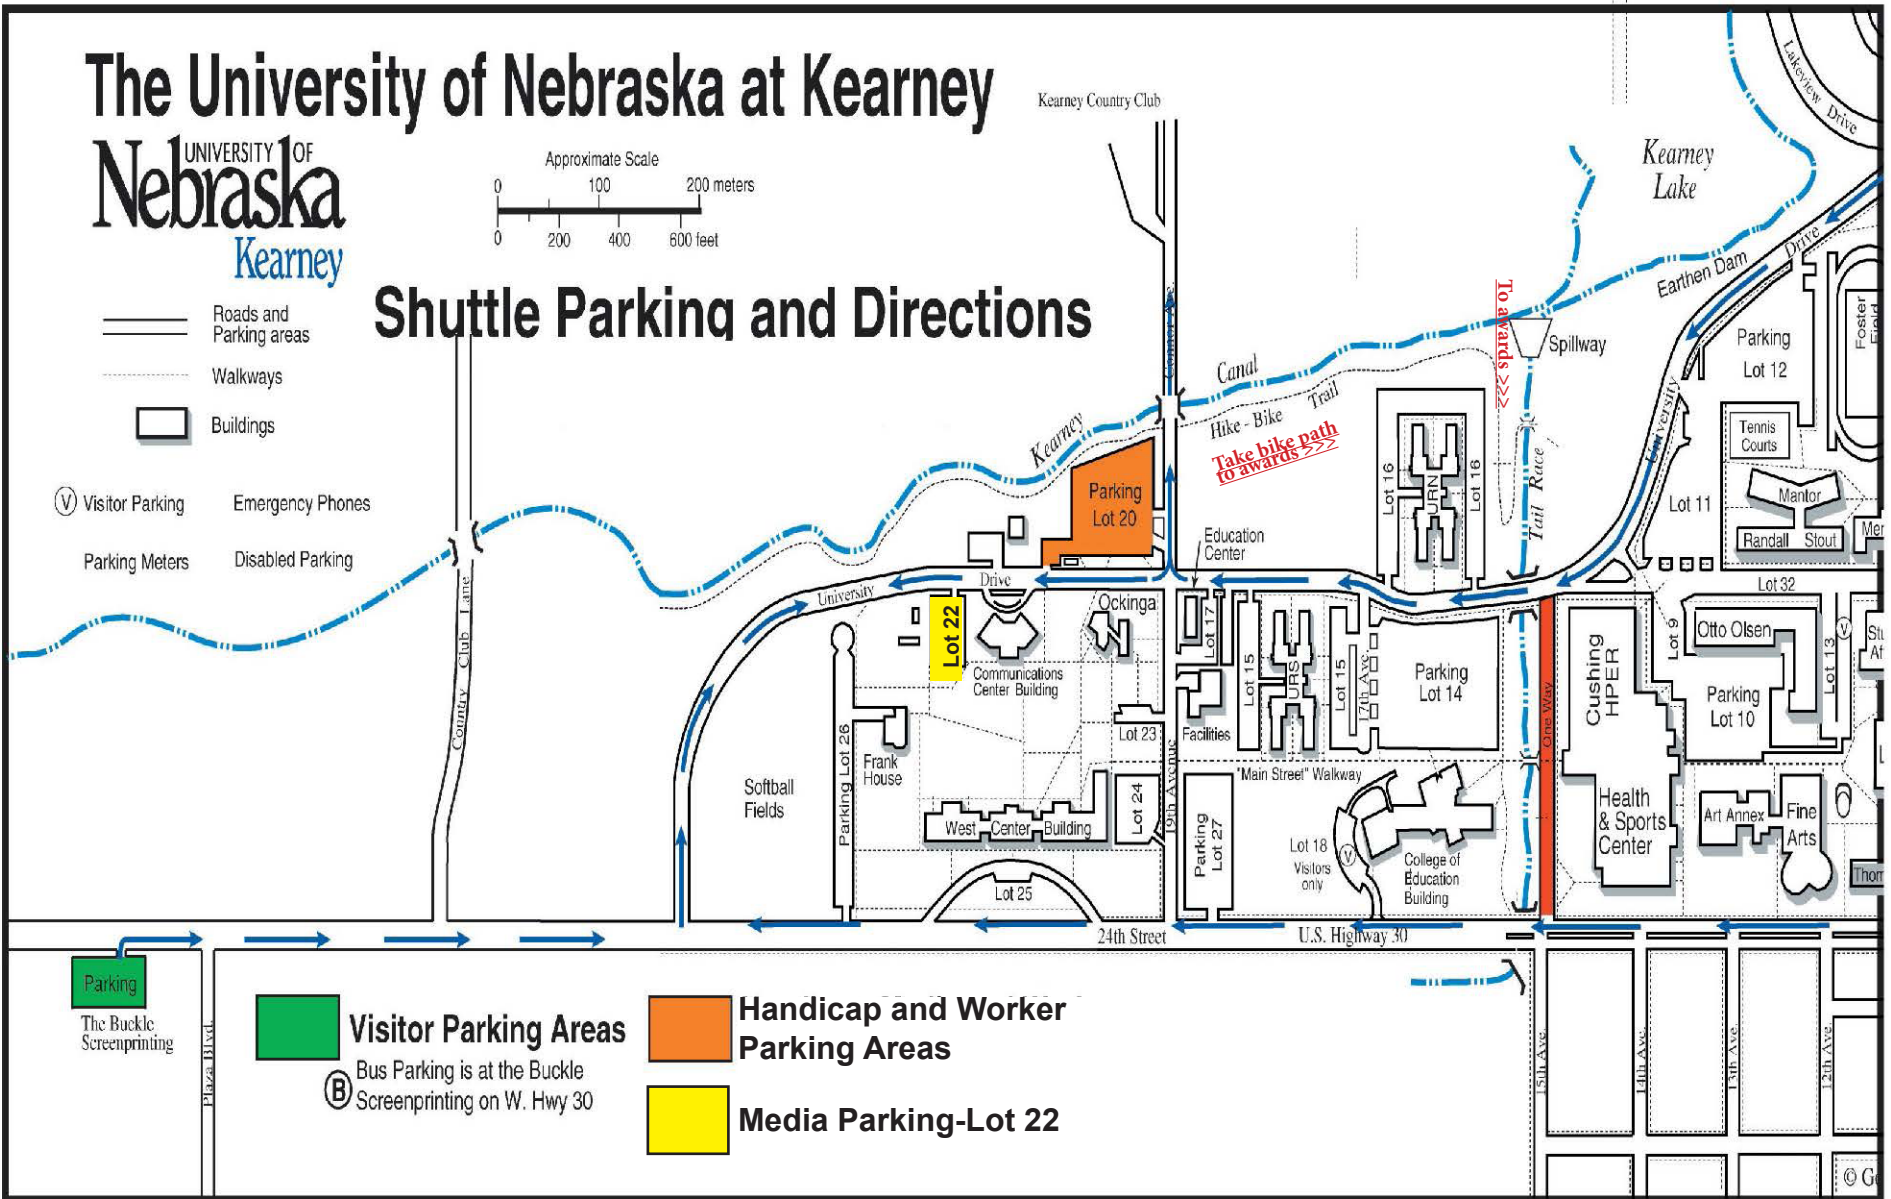 The University of Nebraska at Kearney
UNIVERSITY OF
Nebraska
Kearney
Approximate Scale
0 100 200 meters
0 200 400 600 feet
Shuttle Parking and Directions
Roads and
Parking areas
Walkways
Buildings
V Visitor Parking
Emergency Phones
Parking Meters
Disabled Parking
Kearney Country Club
Kearney
Lake
Lakeview Drive
Earthen Dam
University Drive
Spillway
To awards >>>
Kearney Canal
Hike - Bike Trail
Take bike path
to awards >>>
Tail Race
Parking
Lot 12
Foster
Field
Tennis
Courts
Mantor
Randall Stout
Lot 11
Lot 16
URN
Lot 16
Parking
Lot 20
Education
Center
Lot 32
University Drive
Lot 22
Communications
Center Building
Ockinga
Lot 17
Lot 15
URS
Lot 15
17th Ave
Parking
Lot 14
One Way
Cushing
HPER
Health
& Sports
Center
Lot 9
Otto Olsen
Parking
Lot 10
Lot 13
V
Art Annex
Fine
Arts
Country Club Lane
Softball
Fields
Parking Lot 26
Frank
House
Lot 23
Facilities
19th Avenue
"Main Street" Walkway
West Center Building
Lot 24
Parking
Lot 27
Lot 25
Lot 18
Visitors
only
V
College of
Education
Building
24th Street
U.S. Highway 30
Parking
The Buckle
Screenprinting
Plaza Blvd.
Visitor Parking Areas
B Bus Parking is at the Buckle
Screenprinting on W. Hwy 30
Handicap and Worker
Parking Areas
Media Parking-Lot 22
15th Ave.
14th Ave.
13th Ave.
12th Ave.